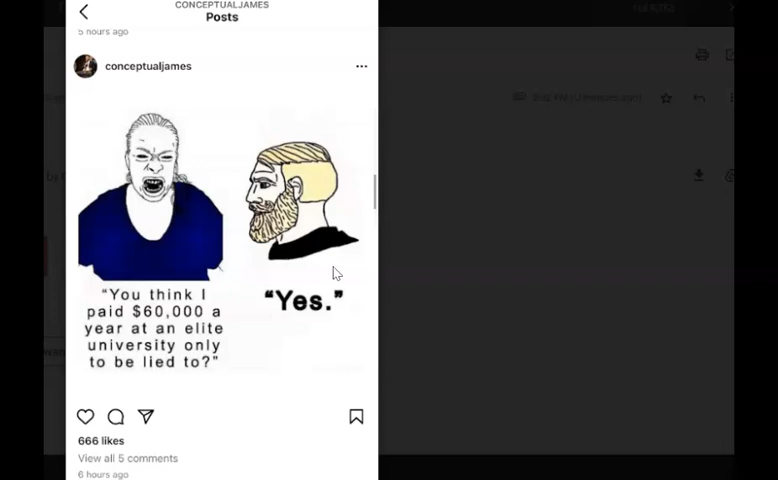 CONCEPTUALJAMES
Posts
5 hours ago
conceptualjames
"You think I
paid $60,000 a
year at an elite
university only
to be lied to?"
"Yes."
666 likes
View all 5 comments
6 hours ago